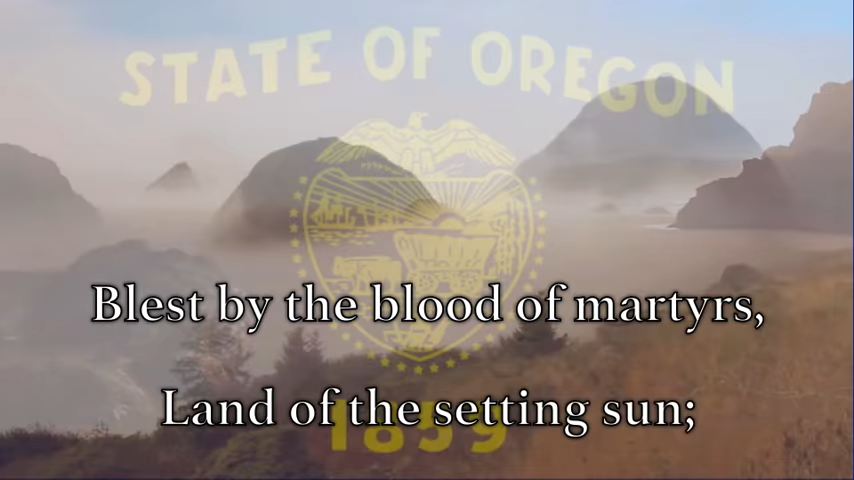 STATE OF OREGON
Blest by the blood of martyrs,
Land of the setting sun;
1859